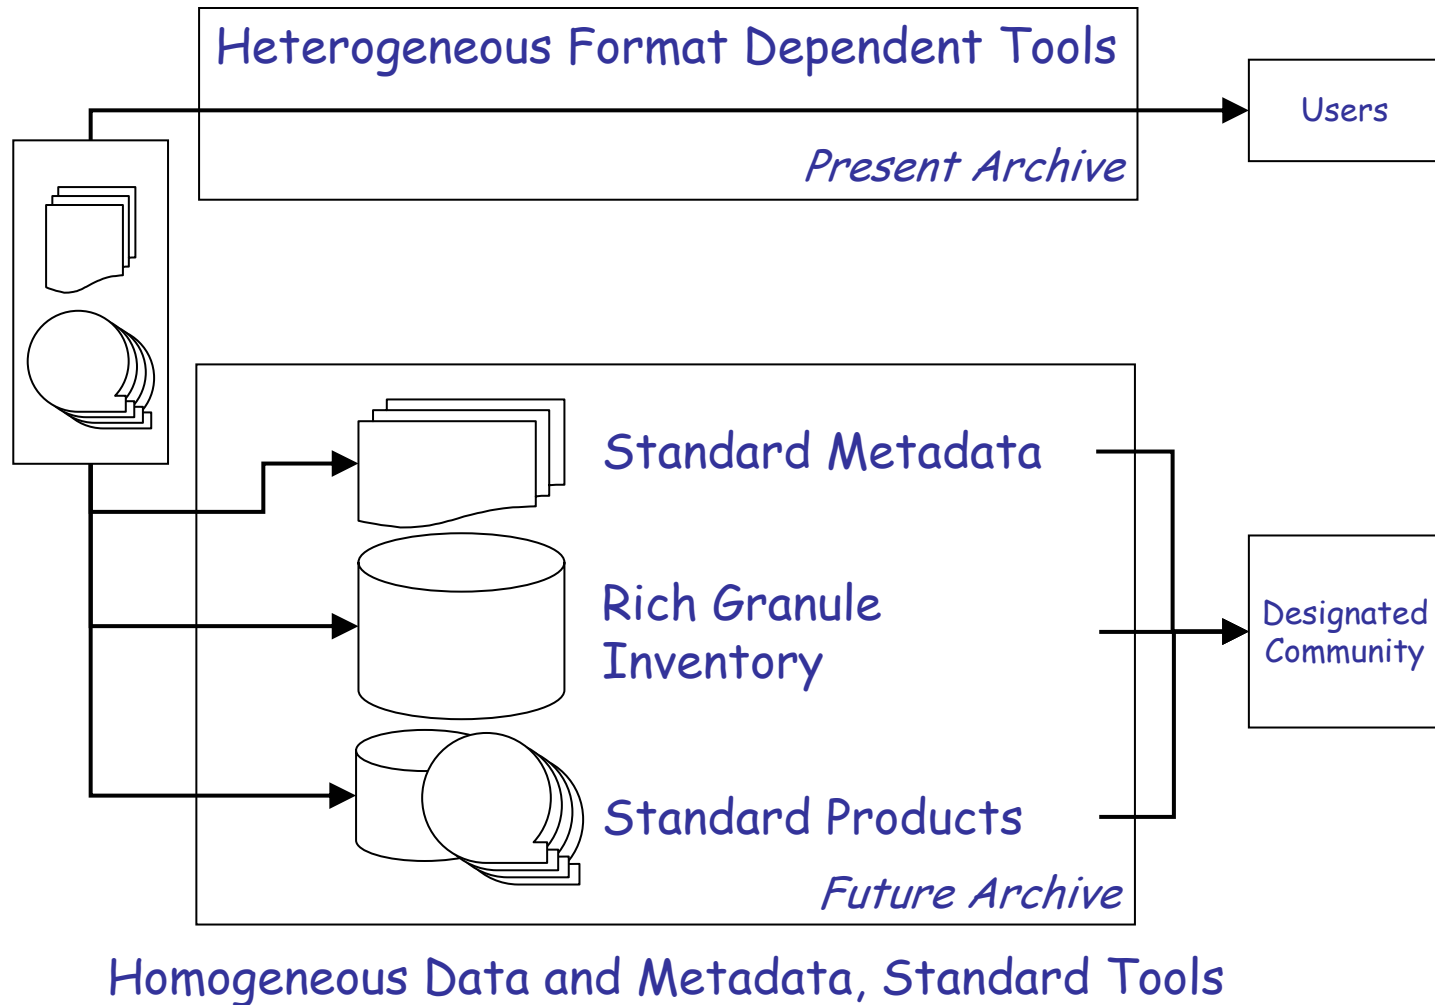 Heterogeneous Format Dependent Tools
Users
Present Archive
Standard Metadata
Rich Granule
Inventory
Designated
Community
Standard Products
Future Archive
Homogeneous Data and Metadata, Standard Tools